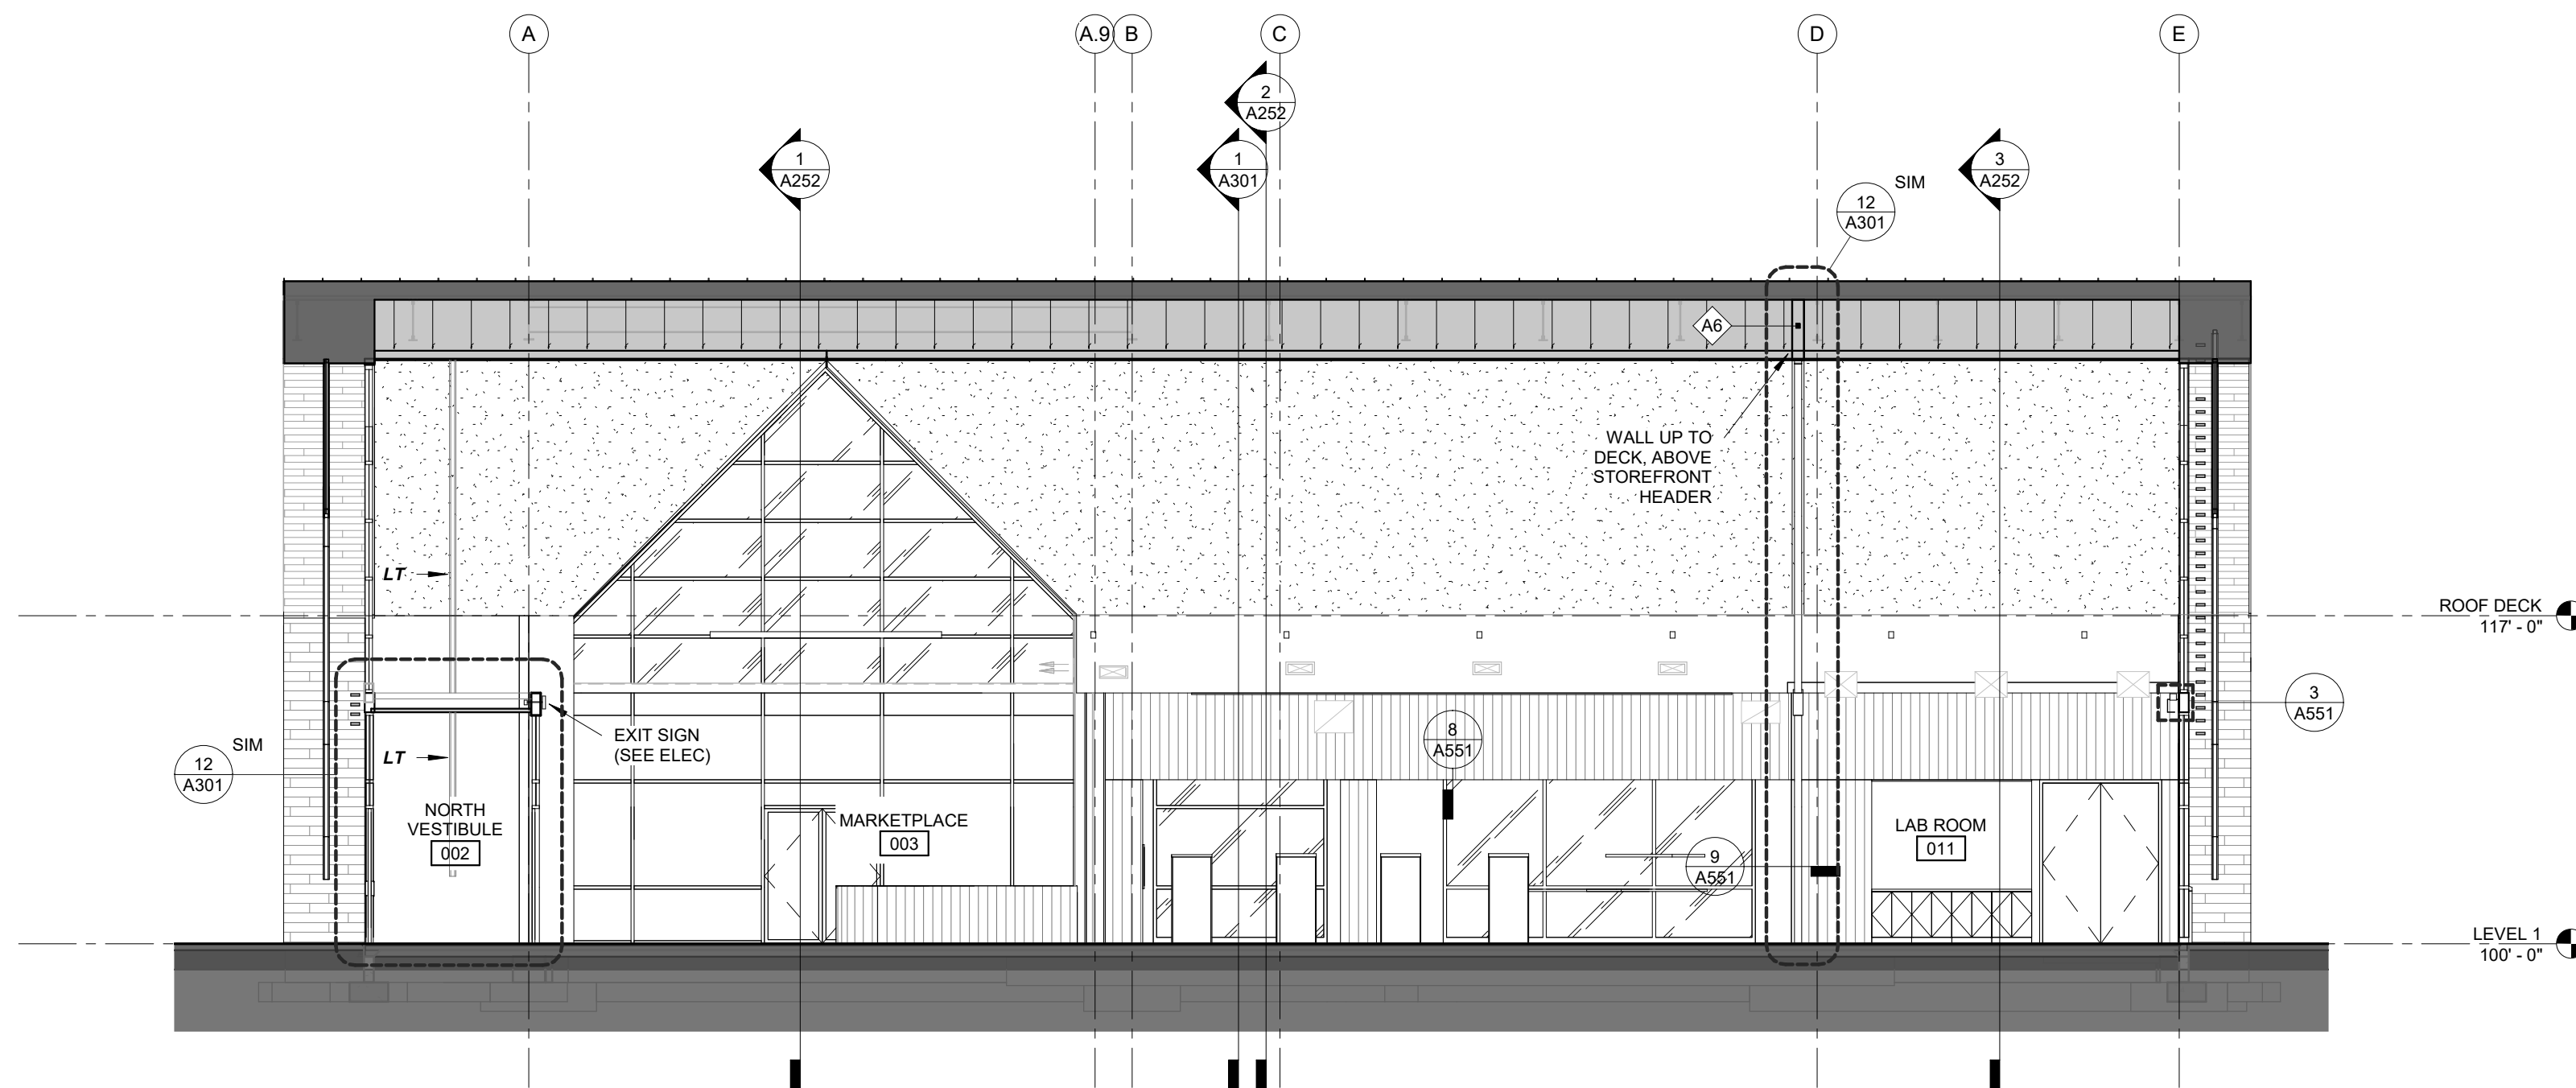 A
A.9
B
C
D
E
2
A252
1
A252
1
A301
3
A252
SIM
12
A301
A6
WALL UP TO
DECK, ABOVE
STOREFRONT
HEADER
LT
ROOF DECK
117' - 0"
3
A551
EXIT SIGN
(SEE ELEC)
8
A551
SIM
12
A301
LT
NORTH
VESTIBULE
002
MARKETPLACE
003
LAB ROOM
011
9
A551
LEVEL 1
100' - 0"